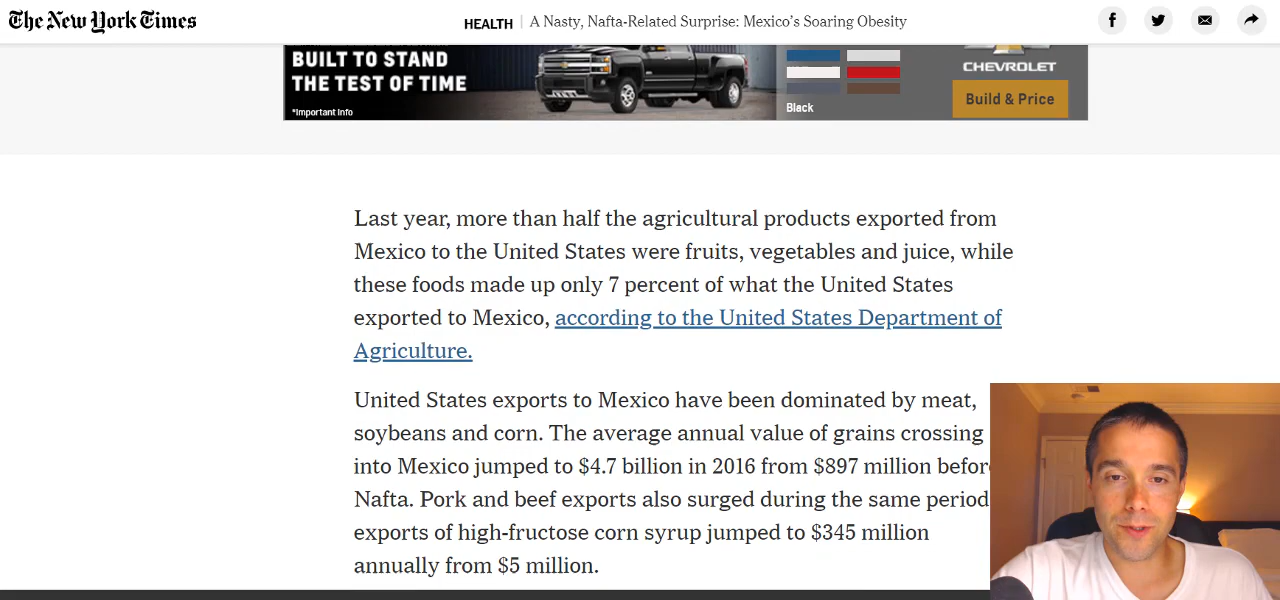 The New York Times
HEALTH | A Nasty, Nafta-Related Surprise: Mexico's Soaring Obesity
BUILT TO STAND
THE TEST OF TIME
*Important Info
Black
CHEVROLET
Build & Price
Last year, more than half the agricultural products exported from
Mexico to the United States were fruits, vegetables and juice, while
these foods made up only 7 percent of what the United States
exported to Mexico, according to the United States Department of
Agriculture.
United States exports to Mexico have been dominated by meat,
soybeans and corn. The average annual value of grains crossing
into Mexico jumped to $4.7 billion in 2016 from $897 million before
Nafta. Pork and beef exports also surged during the same period
exports of high-fructose corn syrup jumped to $345 million
annually from $5 million.